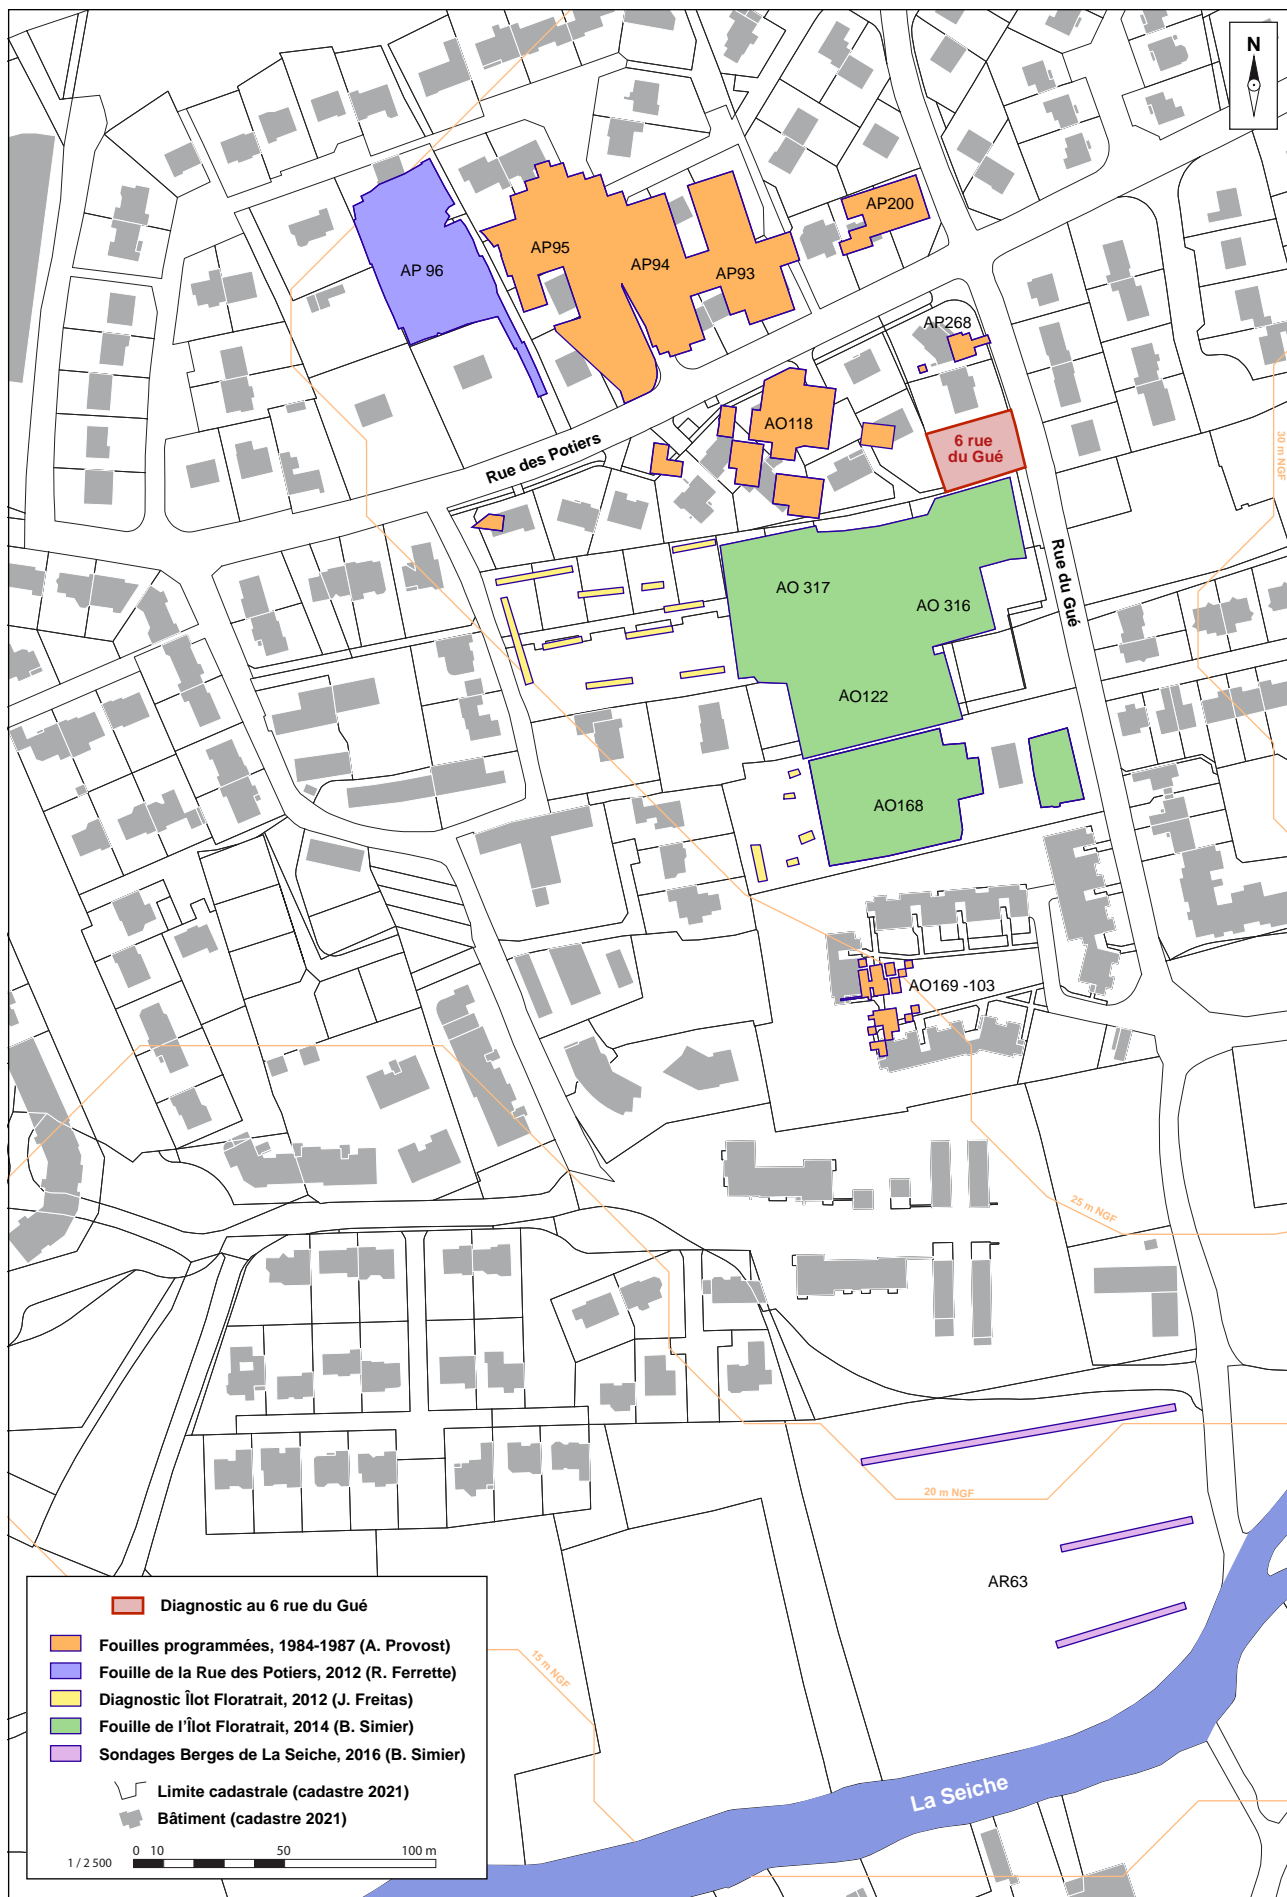 N
AP200
AP95
AP94
AP 96
AP93
AP268
AO118
6 rue
du Gué
Rue des Potiers
30 m NGF
Rue du Gué
AO 317
AO 316
AO122
AO168
AO169 -103
25 m NGF
20 m NGF
AR63
15 m NGF
La Seiche
Diagnostic au 6 rue du Gué
Fouilles programmées, 1984-1987 (A. Provost)
Fouille de la Rue des Potiers, 2012 (R. Ferrette)
Diagnostic Îlot Floratrait, 2012 (J. Freitas)
Fouille de l'Îlot Floratrait, 2014 (B. Simier)
Sondages Berges de La Seiche, 2016 (B. Simier)
Limite cadastrale (cadastre 2021)
Bâtiment (cadastre 2021)
0 10 50 100 m
1 / 2 500